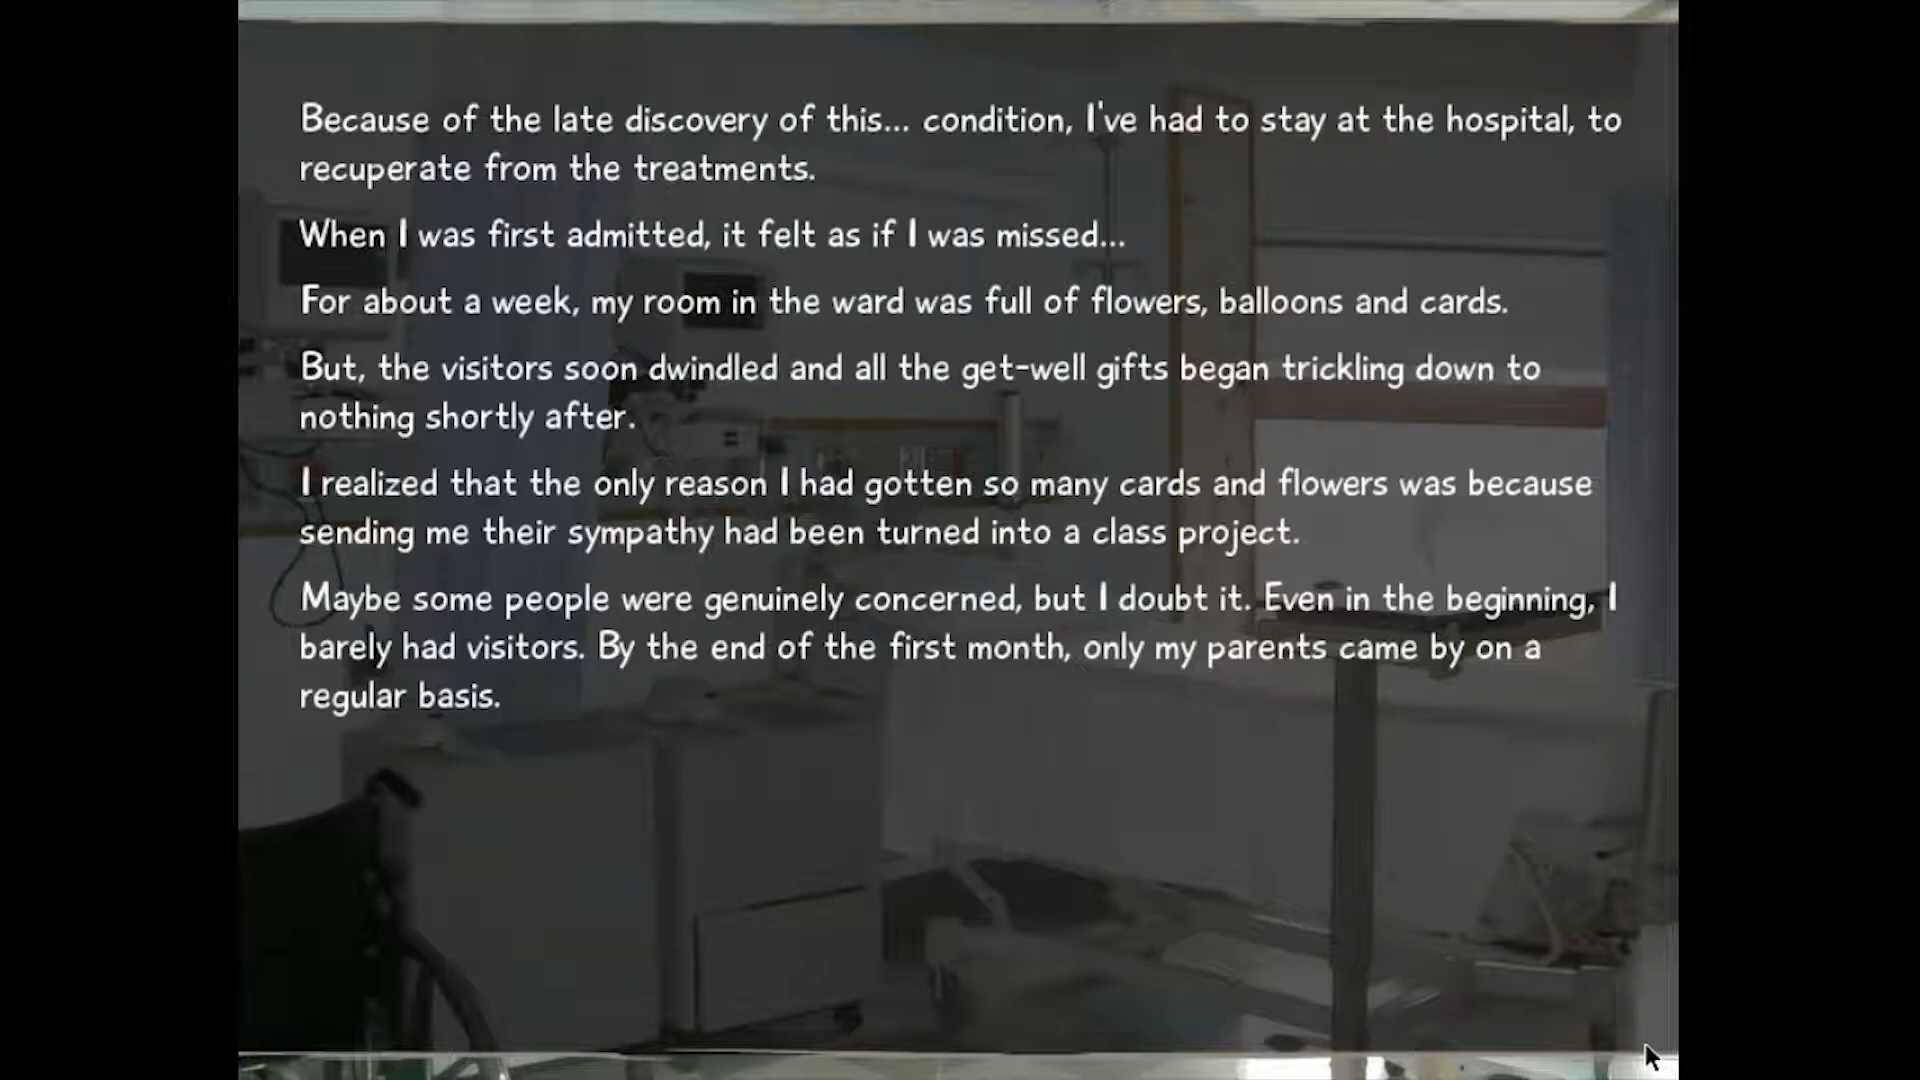 Because of the late discovery of this... condition, I've had to stay at the hospital, to
recuperate from the treatments.
When I was first admitted, it felt as if I was missed...
For about a week, my room in the ward was full of flowers, balloons and cards.
But, the visitors soon dwindled and all the get-well gifts began trickling down to
nothing shortly after.
I realized that the only reason I had gotten so many cards and flowers was because
sending me their sympathy had been turned into a class project.
Maybe some people were genuinely concerned, but I doubt it. Even in the beginning, I
barely had visitors. By the end of the first month, only my parents came by on a
regular basis.